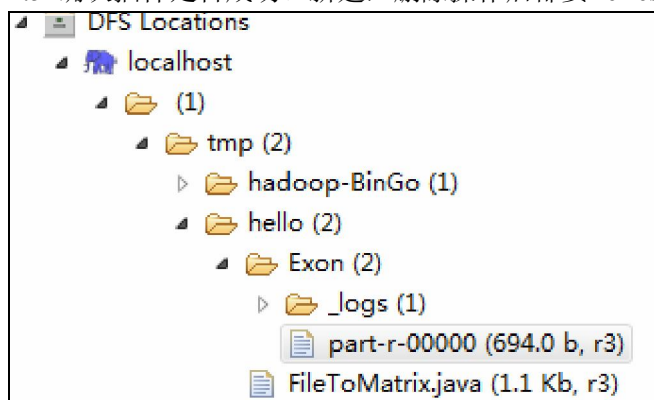 DFS Locations
localhost
(1)
tmp (2)
hadoop-BinGo (1)
hello (2)
Exon (2)
_logs (1)
part-r-00000 (694.0 b, r3)
FileToMatrix.java (1.1 Kb, r3)